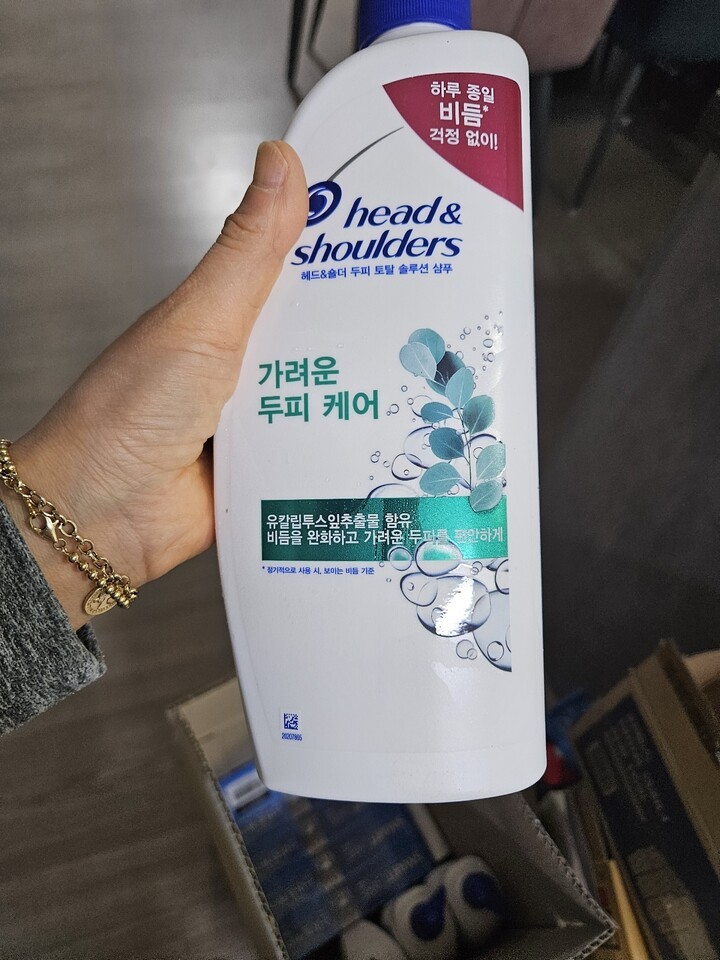 하루 종일
비듬*
걱정 없이!
head &
shoulders
헤드&숄더 두피 토탈 솔루션 샴푸
가려운
두피 케어
유칼립투스잎추출물 함유
비듬을 완화하고 가려운 두피를 편안하게
* 정기적으로 사용 시, 보이는 비듬 기준
20207865